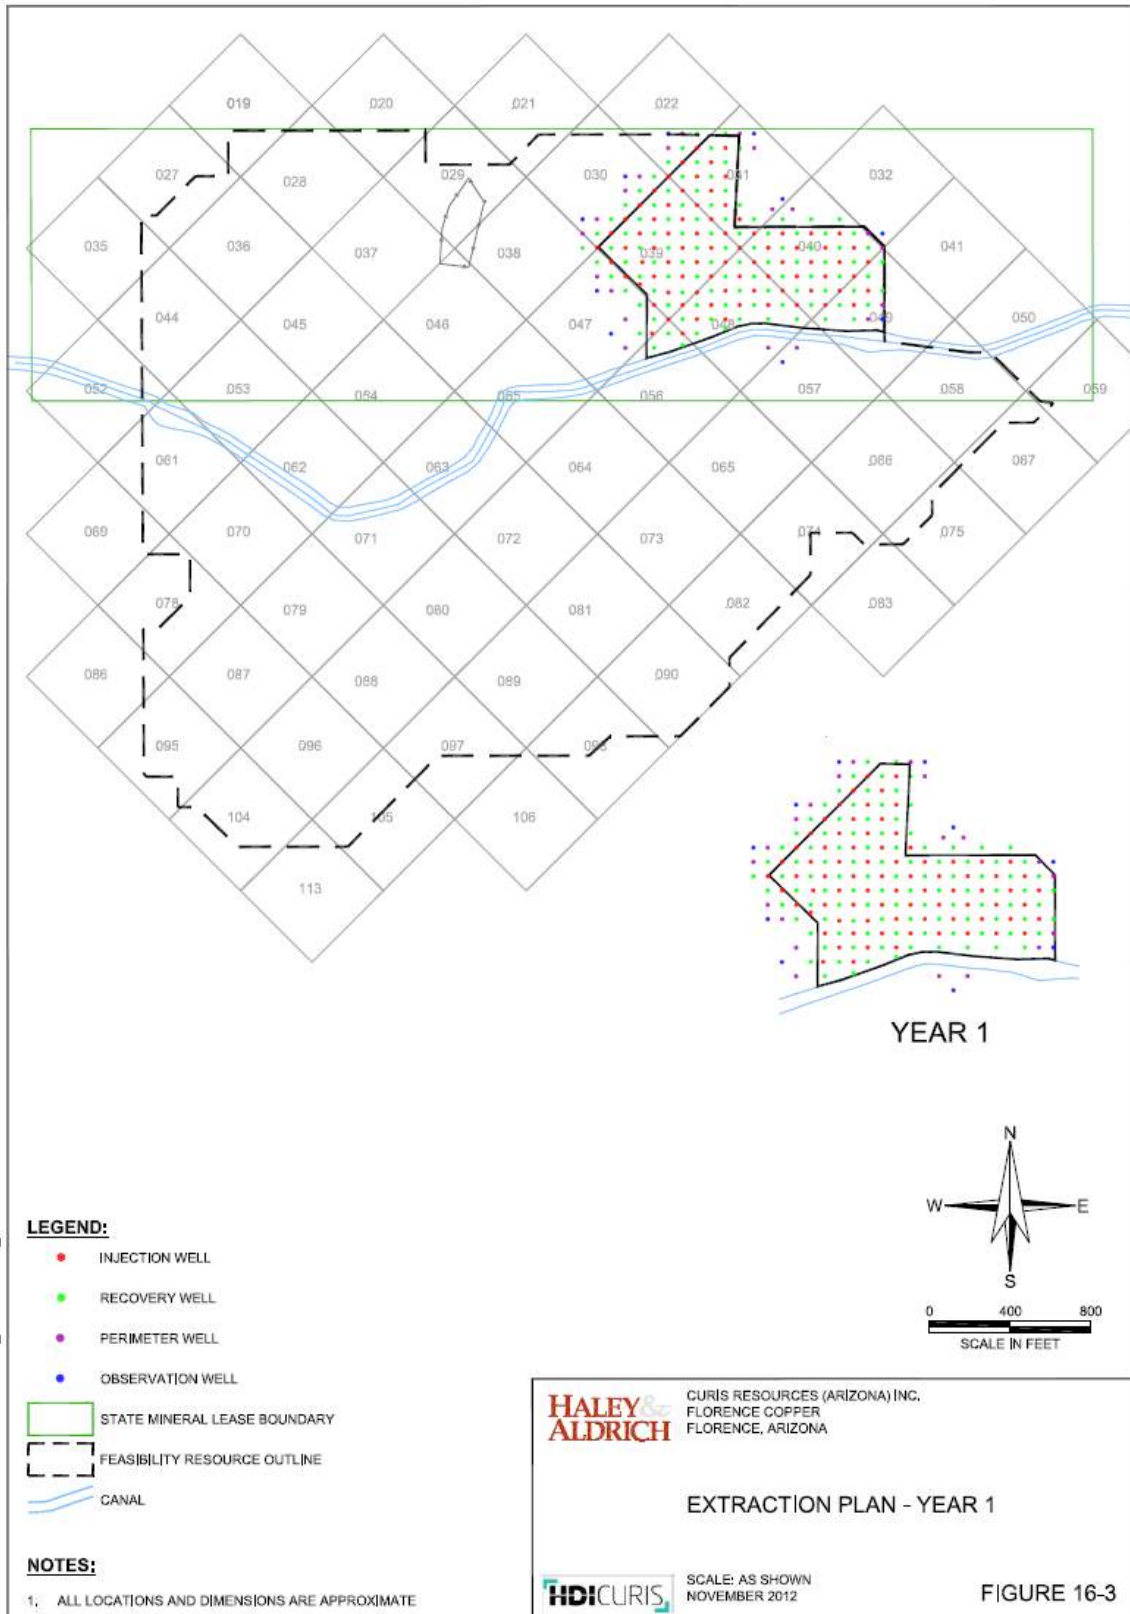 019 020 021 022
027 028 029 030 031 032
035 036 037 038 039 040 041
044 045 046 047 048 049 050
052 053 054 055 056 057 058 059
061 062 063 064 065 066 067
069 070 071 072 073 074 075
078 079 080 081 082 083
086 087 088 089 090
095 096 097 098
104 105 106
113
YEAR 1
N
W E
S
0 400 800
SCALE IN FEET
LEGEND:
INJECTION WELL
RECOVERY WELL
PERIMETER WELL
OBSERVATION WELL
STATE MINERAL LEASE BOUNDARY
FEASIBILITY RESOURCE OUTLINE
CANAL
NOTES:
1. ALL LOCATIONS AND DIMENSIONS ARE APPROXIMATE
HALEY &
ALDRICH
CURIS RESOURCES (ARIZONA) INC.
FLORENCE COPPER
FLORENCE, ARIZONA
EXTRACTION PLAN - YEAR 1
HDI CURIS
SCALE: AS SHOWN
NOVEMBER 2012
FIGURE 16-3